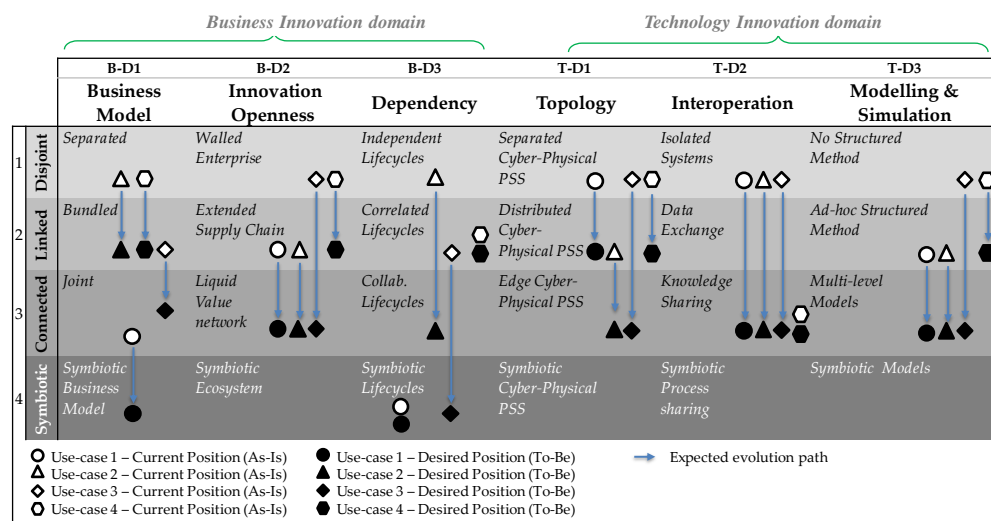 Business Innovation domain
Technology Innovation domain
B-D1
B-D2
B-D3
T-D1
T-D2
T-D3
Business
Model
Innovation
Openness
Dependency
Topology
Interoperation
Modelling &
Simulation
1
Disjoint
Separated
Walled
Enterprise
Independent
Lifecycles
Separated
Cyber-Physical
PSS
Isolated
Systems
No Structured
Method
2
Linked
Bundled
Extended
Supply Chain
Correlated
Lifecycles
Distributed
Cyber-
Physical PSS
Data
Exchange
Ad-hoc Structured
Method
3
Connected
Joint
Liquid
Value
network
Collab.
Lifecycles
Edge Cyber-
Physical PSS
Knowledge
Sharing
Multi-level
Models
4
Symbiotic
Symbiotic
Business
Model
Symbiotic
Ecosystem
Symbiotic
Lifecycles
Symbiotic
Cyber-Physical
PSS
Symbiotic
Process
sharing
Symbiotic Models
Use-case 1 – Current Position (As-Is)
Use-case 2 – Current Position (As-Is)
Use-case 3 – Current Position (As-Is)
Use-case 4 – Current Position (As-Is)
Use-case 1 – Desired Position (To-Be)
Use-case 2 – Desired Position (To-Be)
Use-case 3 – Desired Position (To-Be)
Use-case 4 – Desired Position (To-Be)
Expected evolution path